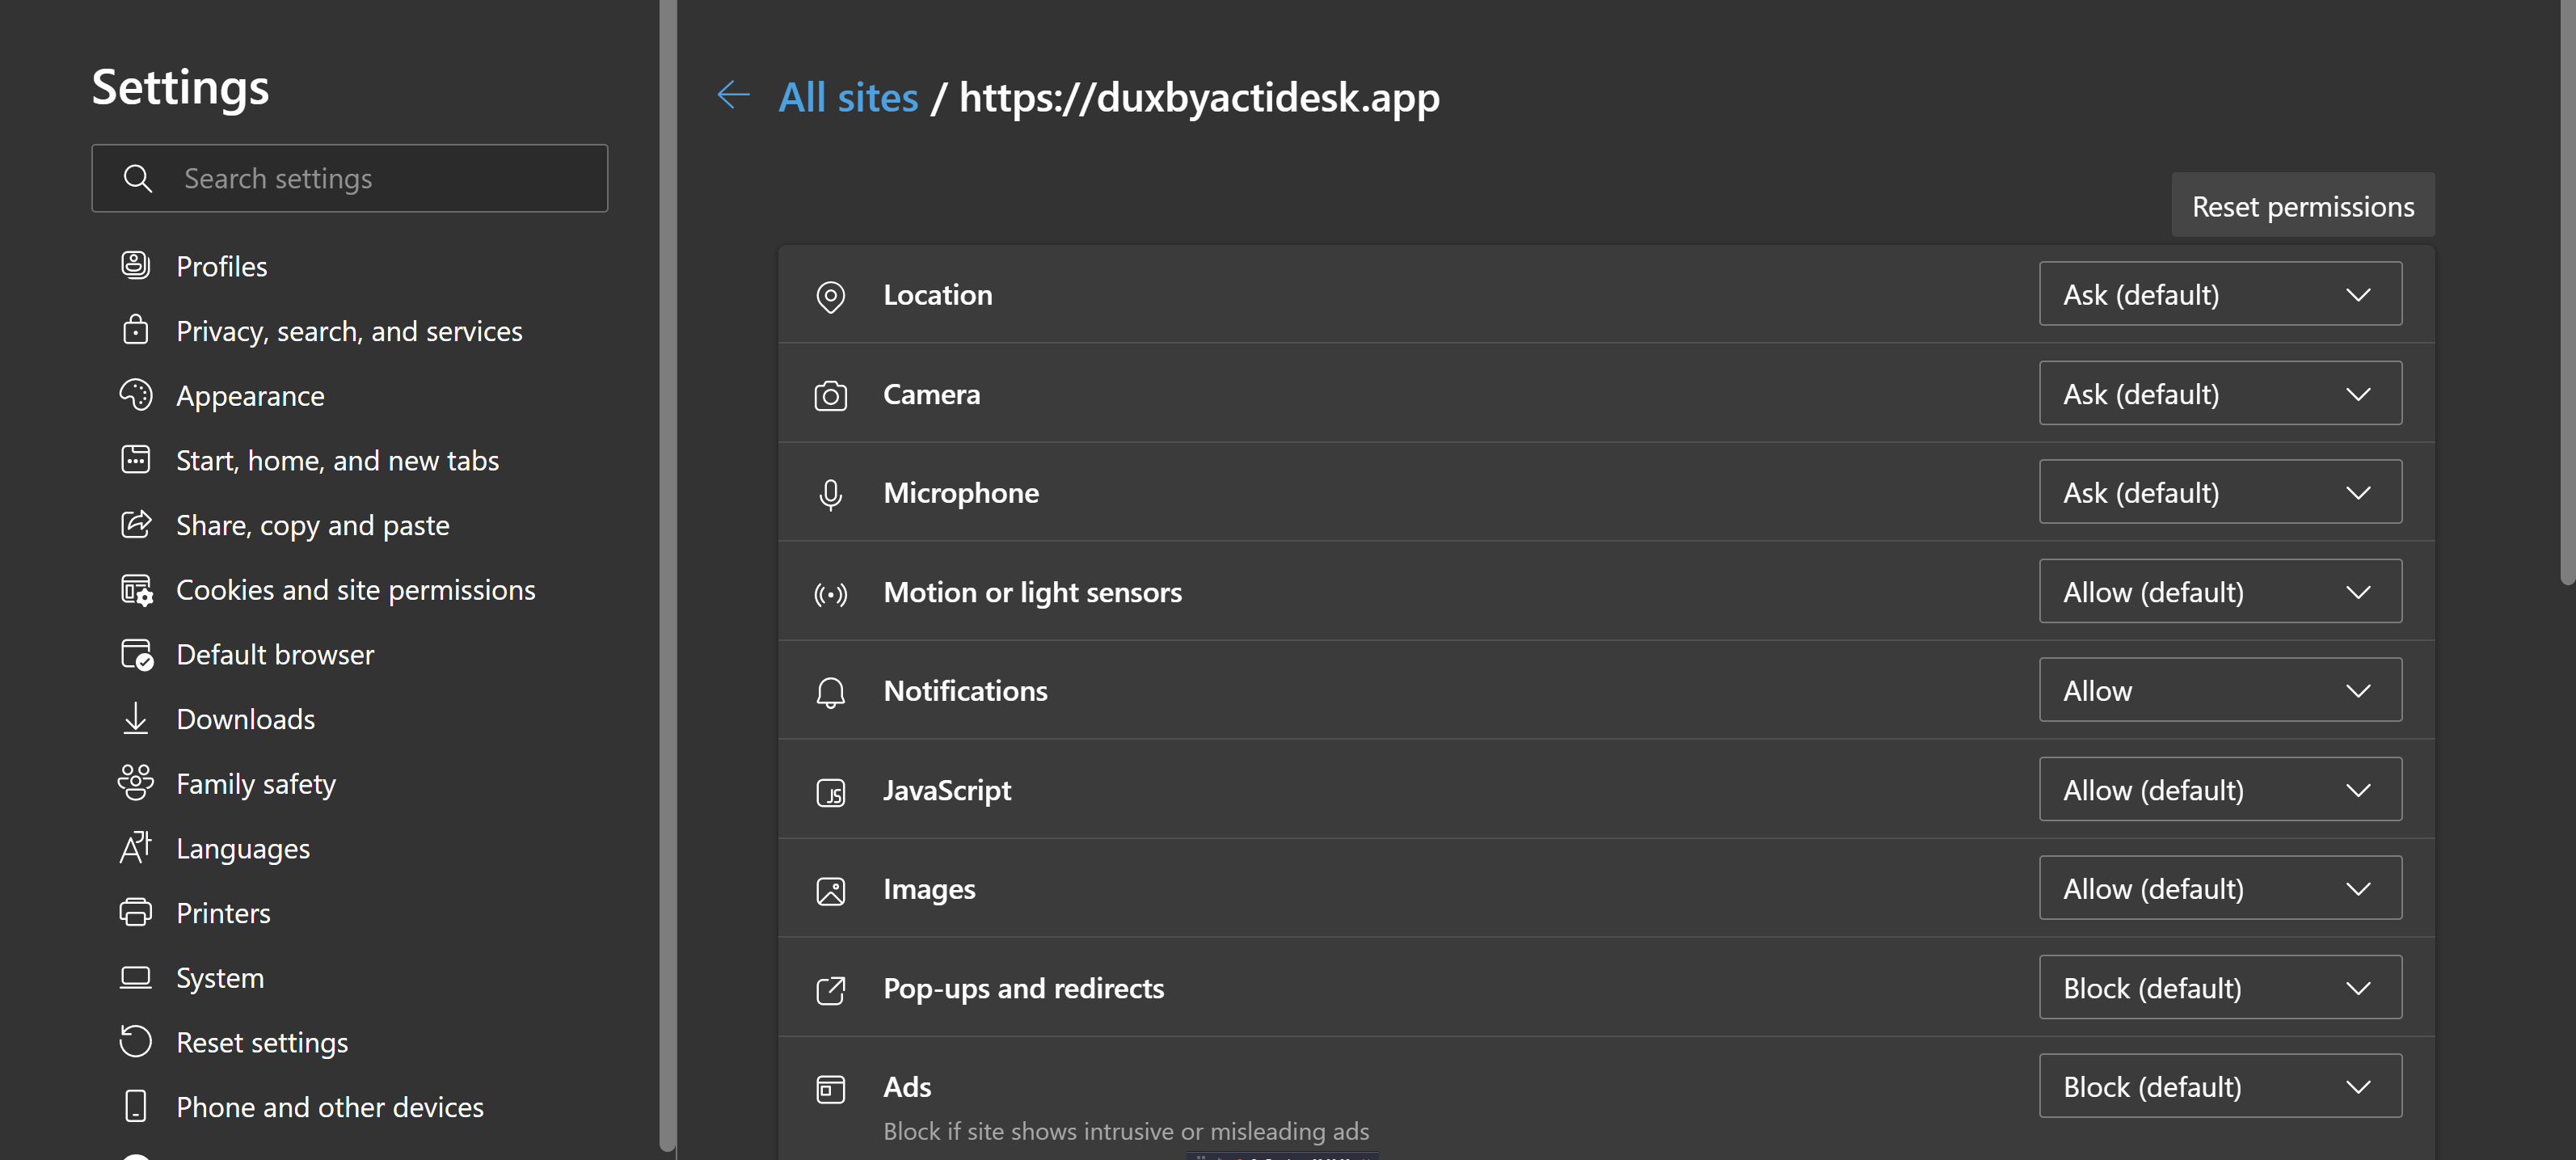 Settings
Search settings
Profiles
Privacy, search, and services
Appearance
Start, home, and new tabs
Share, copy and paste
Cookies and site permissions
Default browser
Downloads
Family safety
Languages
Printers
System
Reset settings
Phone and other devices
All sites / https://duxbyactidesk.app
Reset permissions
Location Ask (default)
Camera Ask (default)
Microphone Ask (default)
Motion or light sensors Allow (default)
Notifications Allow
JavaScript Allow (default)
Images Allow (default)
Pop-ups and redirects Block (default)
Ads Block (default)
Block if site shows intrusive or misleading ads